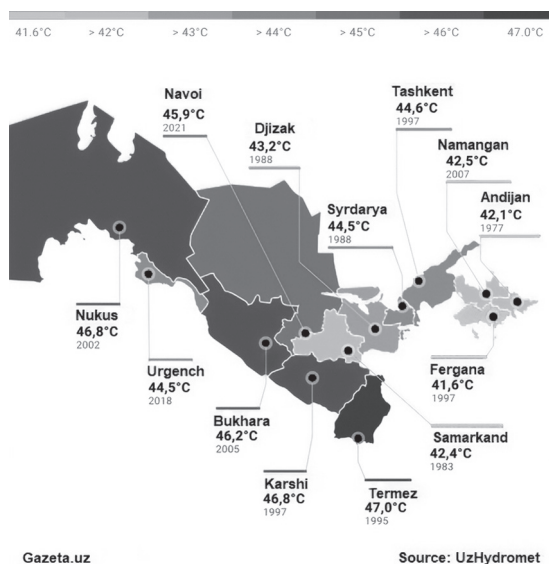 41.6°C > 42°C > 43°C > 44°C > 45°C > 46°C 47.0°C
Navoi
45,9°C
2021
Djizak
43,2°C
1988
Tashkent
44,6°C
1997
Namangan
42,5°C
2007
Andijan
42,1°C
1977
Syrdarya
44,5°C
1988
Nukus
46,8°C
2002
Urgench
44,5°C
2018
Bukhara
46,2°C
2005
Karshi
46,8°C
1997
Termez
47,0°C
1995
Fergana
41,6°C
1997
Samarkand
42,4°C
1983
Gazeta.uz
Source: UzHydromet